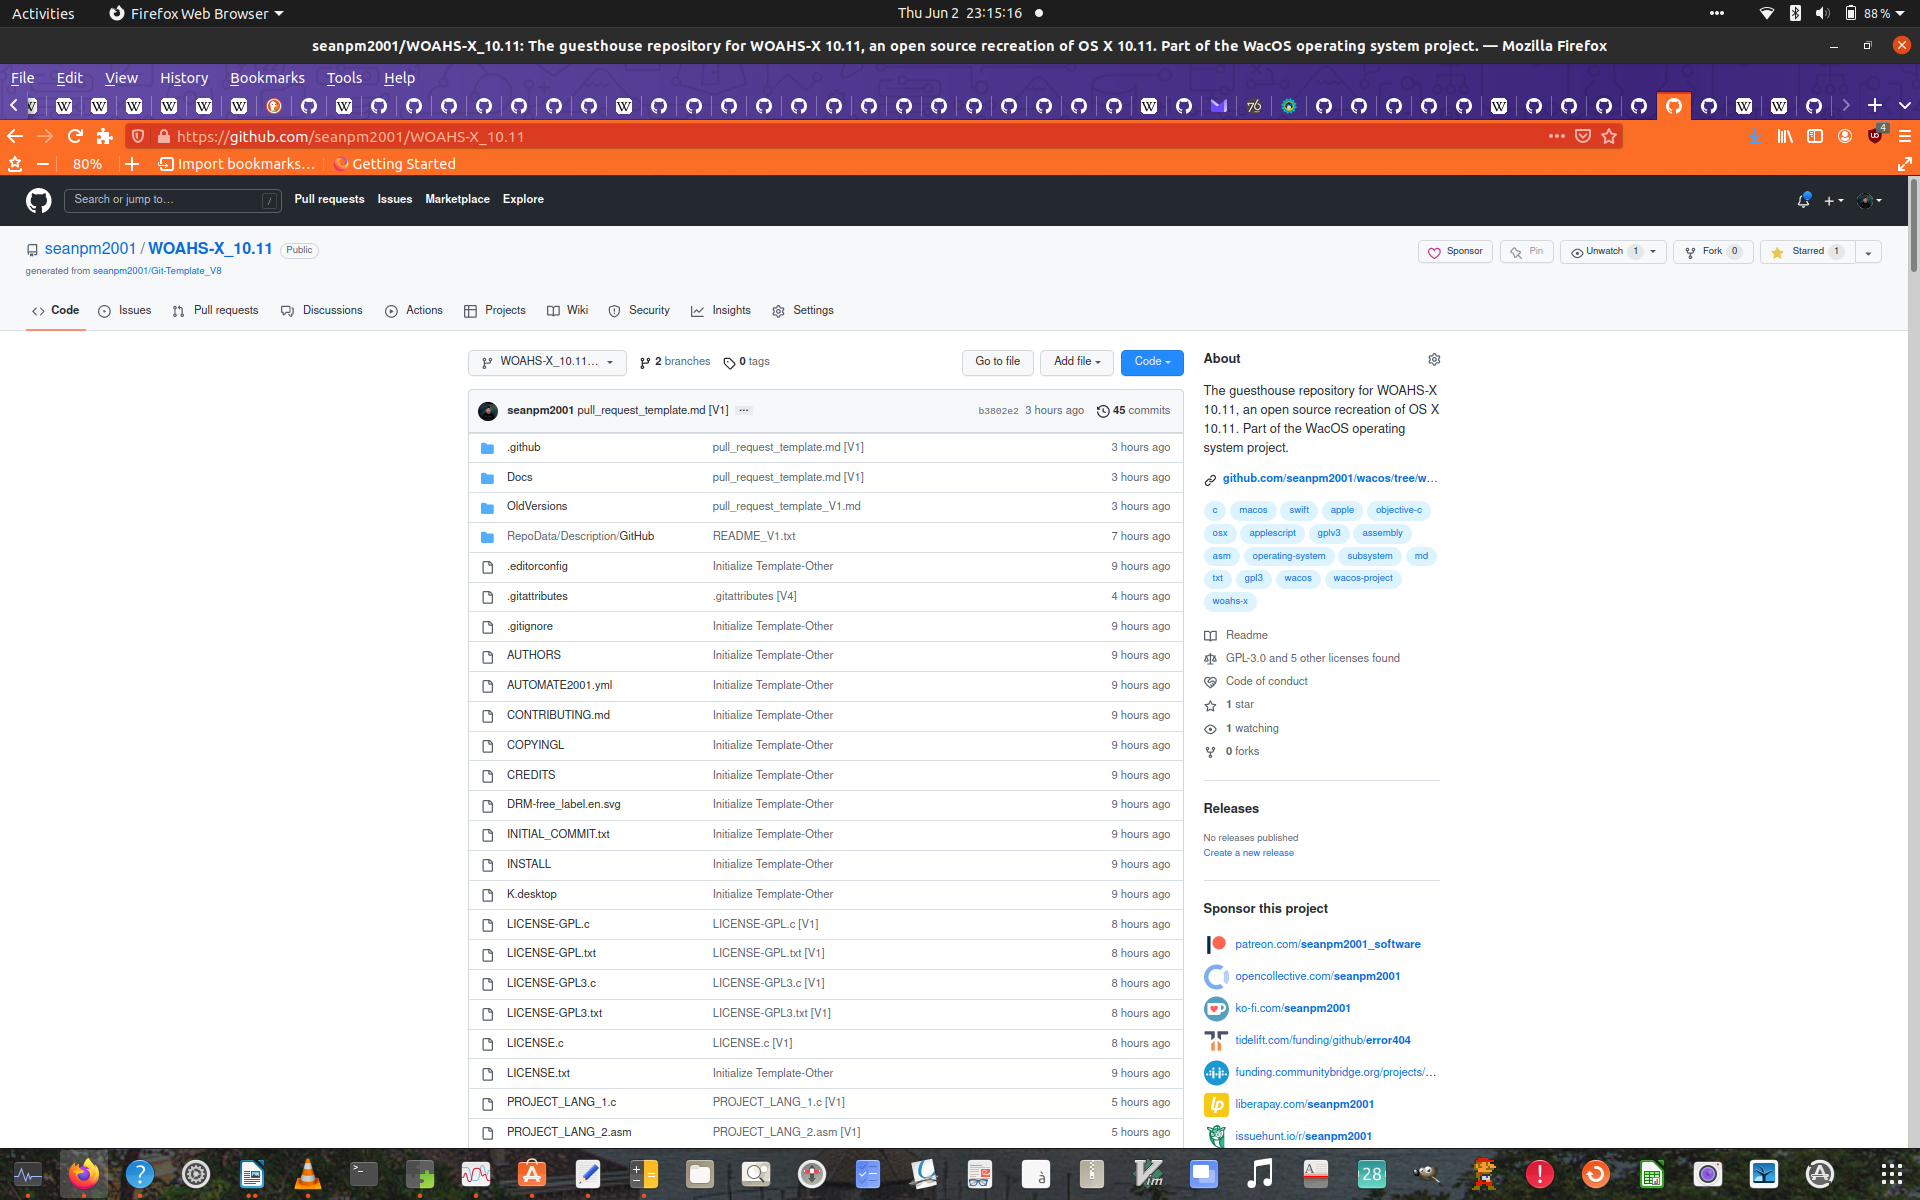 Activities Firefox Web Browser Thu Jun 2 23:15:16 88%
seanpm2001/WOAHS-X_10.11: The guesthouse repository for WOAHS-X 10.11, an open source recreation of OS X 10.11. Part of the WacOS operating system project. — Mozilla Firefox
File Edit View History Bookmarks Tools Help
https://github.com/seanpm2001/WOAHS-X_10.11 4
80% Import bookmarks... Getting Started
Search or jump to... / Pull requests Issues Marketplace Explore
seanpm2001 / WOAHS-X_10.11 Public Sponsor Pin Unwatch 1 Fork 0 Starred 1
generated from seanpm2001/Git-Template_V8
Code Issues Pull requests Discussions Actions Projects Wiki Security Insights Settings
WOAHS-X_10.11... 2 branches 0 tags Go to file Add file Code
seanpm2001 pull_request_template.md [V1] ... b3802e2 3 hours ago 45 commits
.github pull_request_template.md [V1] 3 hours ago
Docs pull_request_template.md [V1] 3 hours ago
OldVersions pull_request_template_V1.md 3 hours ago
RepoData/Description/GitHub README_V1.txt 7 hours ago
.editorconfig Initialize Template-Other 9 hours ago
.gitattributes .gitattributes [V4] 4 hours ago
.gitignore Initialize Template-Other 9 hours ago
AUTHORS Initialize Template-Other 9 hours ago
AUTOMATE2001.yml Initialize Template-Other 9 hours ago
CONTRIBUTING.md Initialize Template-Other 9 hours ago
COPYINGL Initialize Template-Other 9 hours ago
CREDITS Initialize Template-Other 9 hours ago
DRM-free_label.en.svg Initialize Template-Other 9 hours ago
INITIAL_COMMIT.txt Initialize Template-Other 9 hours ago
INSTALL Initialize Template-Other 9 hours ago
K.desktop Initialize Template-Other 9 hours ago
LICENSE-GPL.c LICENSE-GPL.c [V1] 8 hours ago
LICENSE-GPL.txt LICENSE-GPL.txt [V1] 8 hours ago
LICENSE-GPL3.c LICENSE-GPL3.c [V1] 8 hours ago
LICENSE-GPL3.txt LICENSE-GPL3.txt [V1] 8 hours ago
LICENSE.c LICENSE.c [V1] 8 hours ago
LICENSE.txt Initialize Template-Other 9 hours ago
PROJECT_LANG_1.c PROJECT_LANG_1.c [V1] 5 hours ago
PROJECT_LANG_2.asm PROJECT_LANG_2.asm [V1] 5 hours ago
About
The guesthouse repository for WOAHS-X
10.11, an open source recreation of OS X
10.11. Part of the WacOS operating
system project.
github.com/seanpm2001/wacos/tree/w...
c macos swift apple objective-c
osx applescript gplv3 assembly
asm operating-system subsystem md
txt gpl3 wacos wacos-project
woahs-x
Readme
GPL-3.0 and 5 other licenses found
Code of conduct
1 star
1 watching
0 forks
Releases
No releases published
Create a new release
Sponsor this project
patreon.com/seanpm2001_software
opencollective.com/seanpm2001
ko-fi.com/seanpm2001
tidelift.com/funding/github/error404
funding.communitybridge.org/projects/...
liberapay.com/seanpm2001
issuehunt.io/r/seanpm2001
28